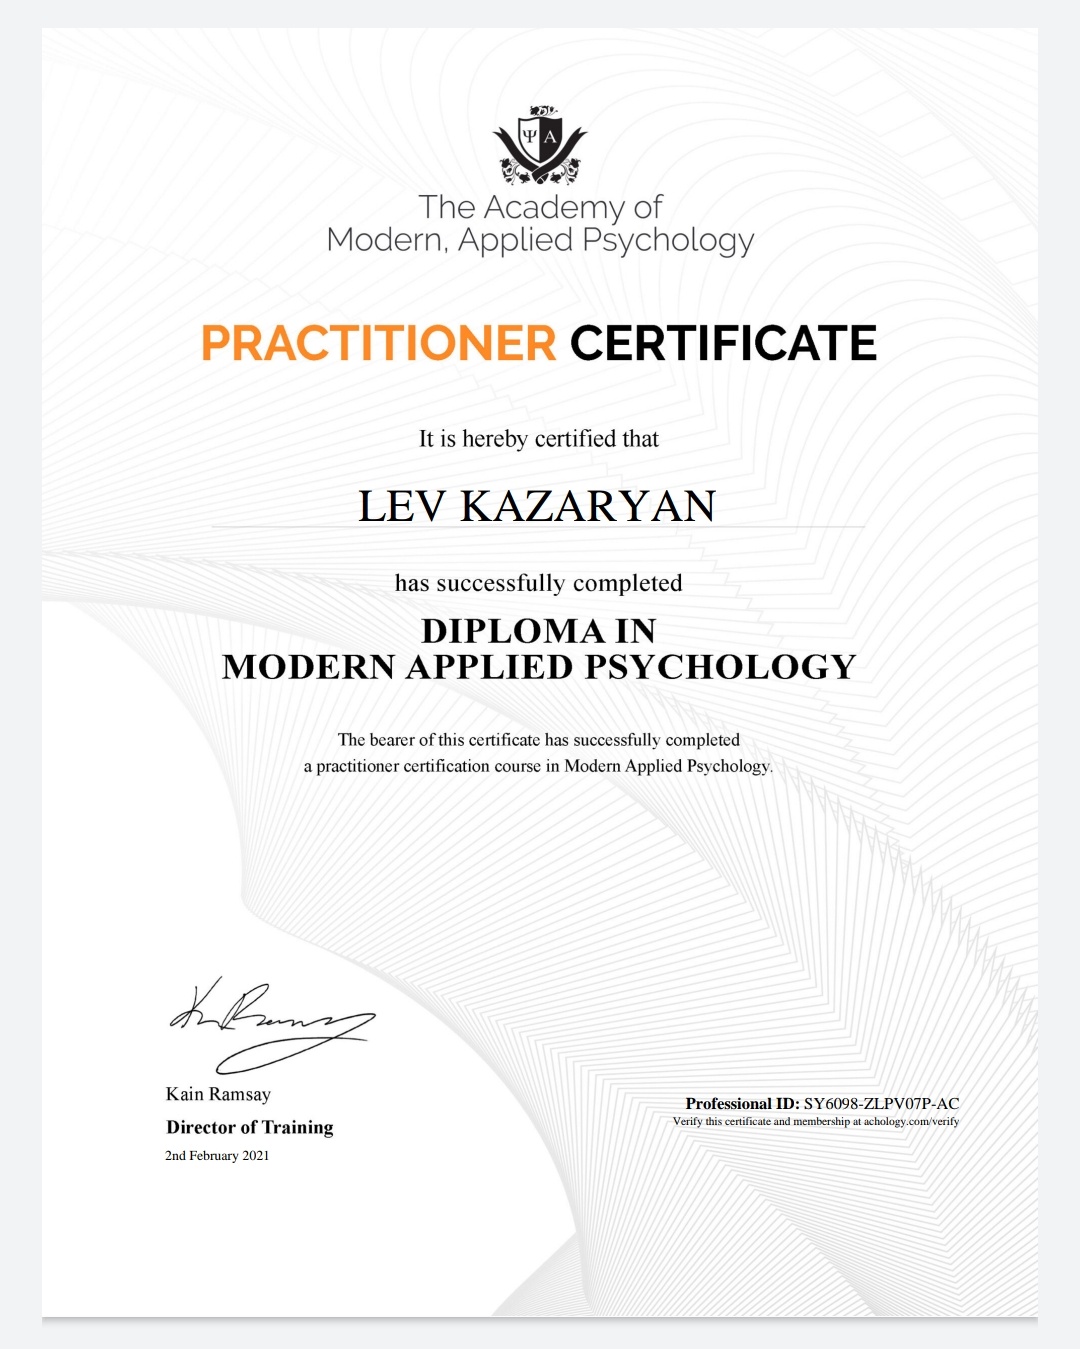 Ψ A
The Academy of
Modern, Applied Psychology
PRACTITIONER CERTIFICATE
It is hereby certified that
LEV KAZARYAN
has successfully completed
DIPLOMA IN
MODERN APPLIED PSYCHOLOGY
The bearer of this certificate has successfully completed
a practitioner certification course in Modern Applied Psychology.
Kain Ramsay
Kain Ramsay
Director of Training
2nd February 2021
Professional ID: SY6098-ZLPV07P-AC
Verify this certificate and membership at achology.com/verify